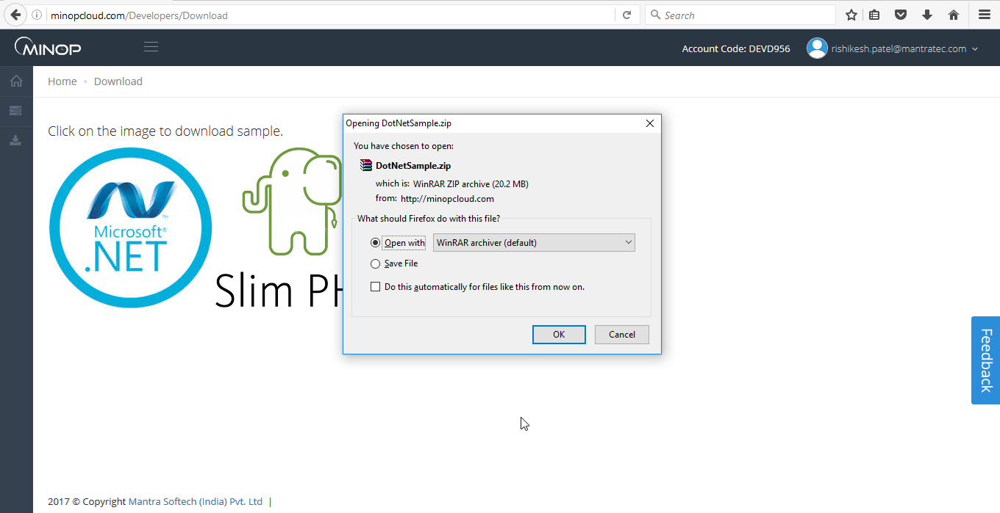 minopcloud.com/Developers/Download
Search
MINOP
Account Code: DEVD956
rishikesh.patel@mantratec.com
Home • Download
Click on the image to download sample.
Microsoft®
.NET
™
Slim PH
Opening DotNetSample.zip
You have chosen to open:
DotNetSample.zip
which is: WinRAR ZIP archive (20.2 MB)
from: http://minopcloud.com
What should Firefox do with this file?
Open with WinRAR archiver (default)
Save File
Do this automatically for files like this from now on.
OK Cancel
Feedback
2017 © Copyright Mantra Softech (India) Pvt. Ltd |